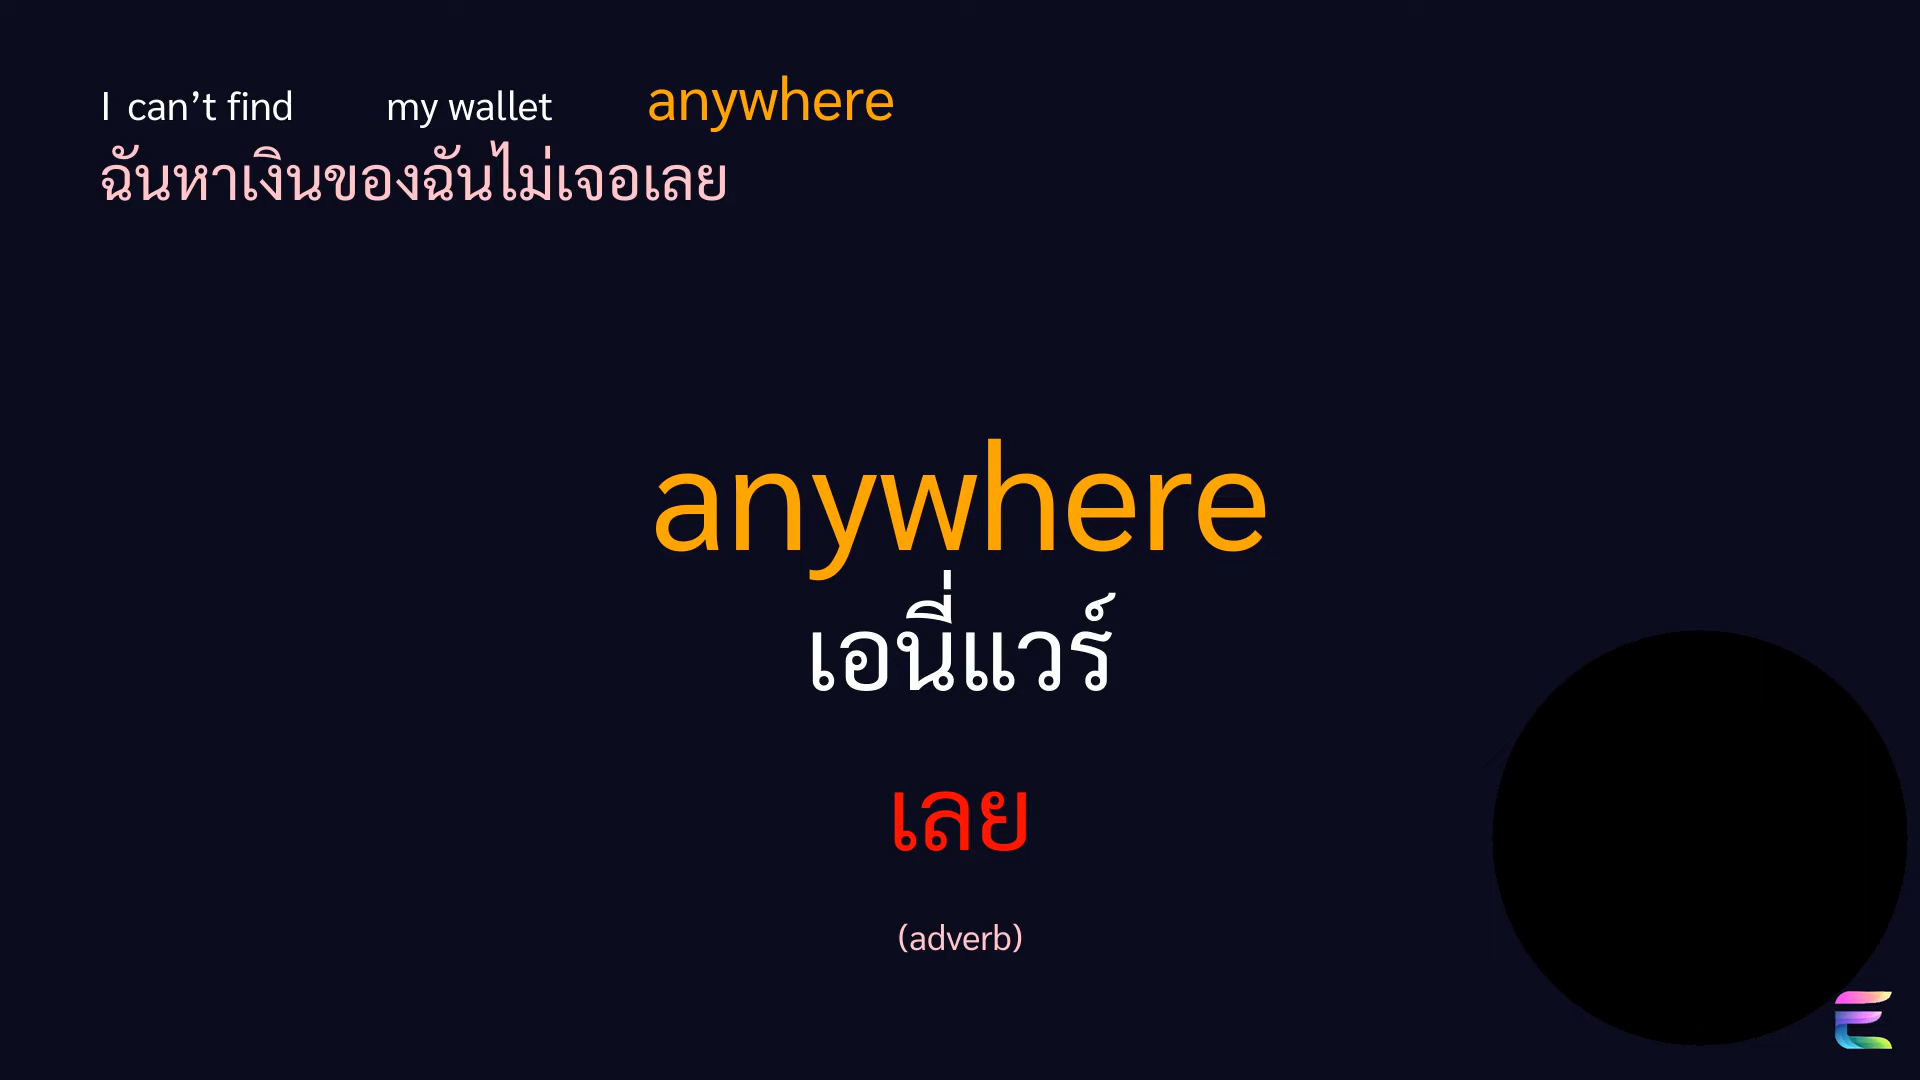 I can’t find my wallet anywhere
ฉันหาเงินของฉันไม่เจอเลย
anywhere
เอนี่แวร์
เลย
(adverb)